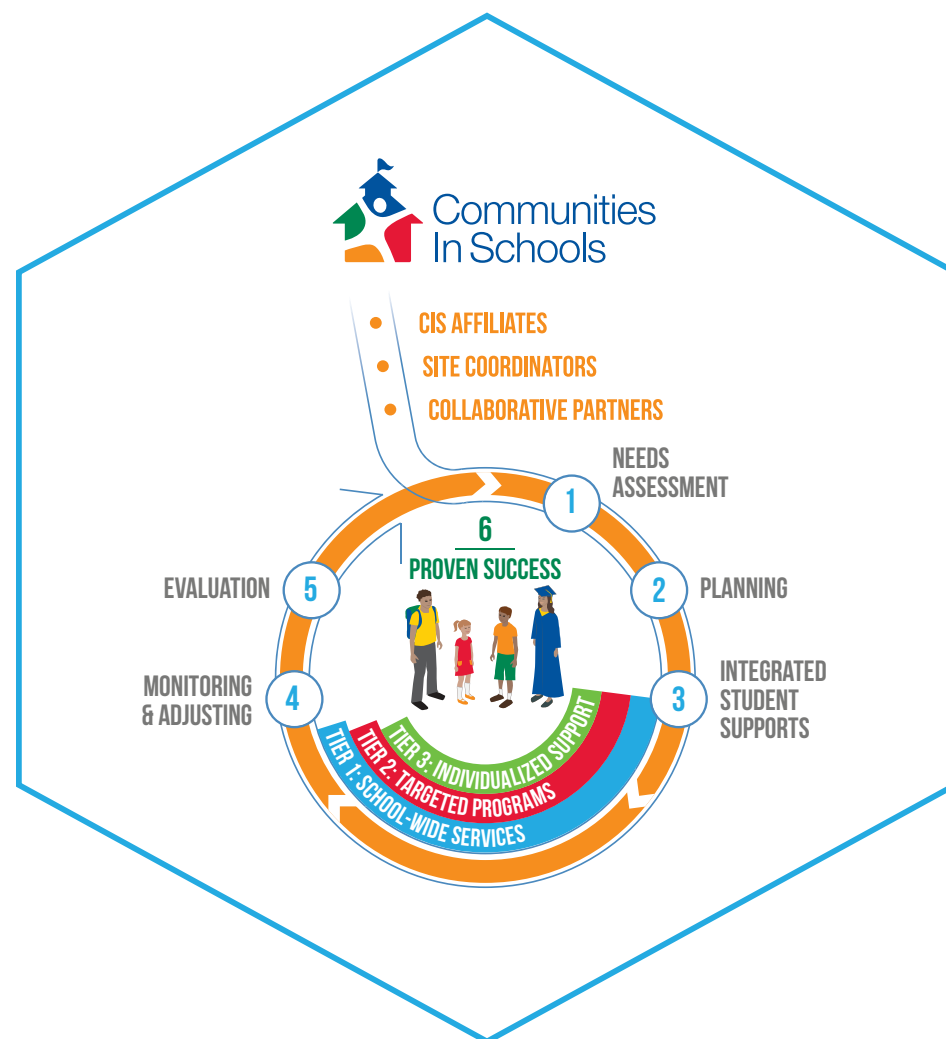 Communities
In Schools
CIS AFFILIATES
SITE COORDINATORS
COLLABORATIVE PARTNERS
NEEDS
ASSESSMENT
1
6
PROVEN SUCCESS
EVALUATION
5
2
PLANNING
MONITORING
& ADJUSTING
4
3
INTEGRATED
STUDENT
SUPPORTS
TIER 3: INDIVIDUALIZED SUPPORT
TIER 2: TARGETED PROGRAMS
TIER 1: SCHOOL-WIDE SERVICES